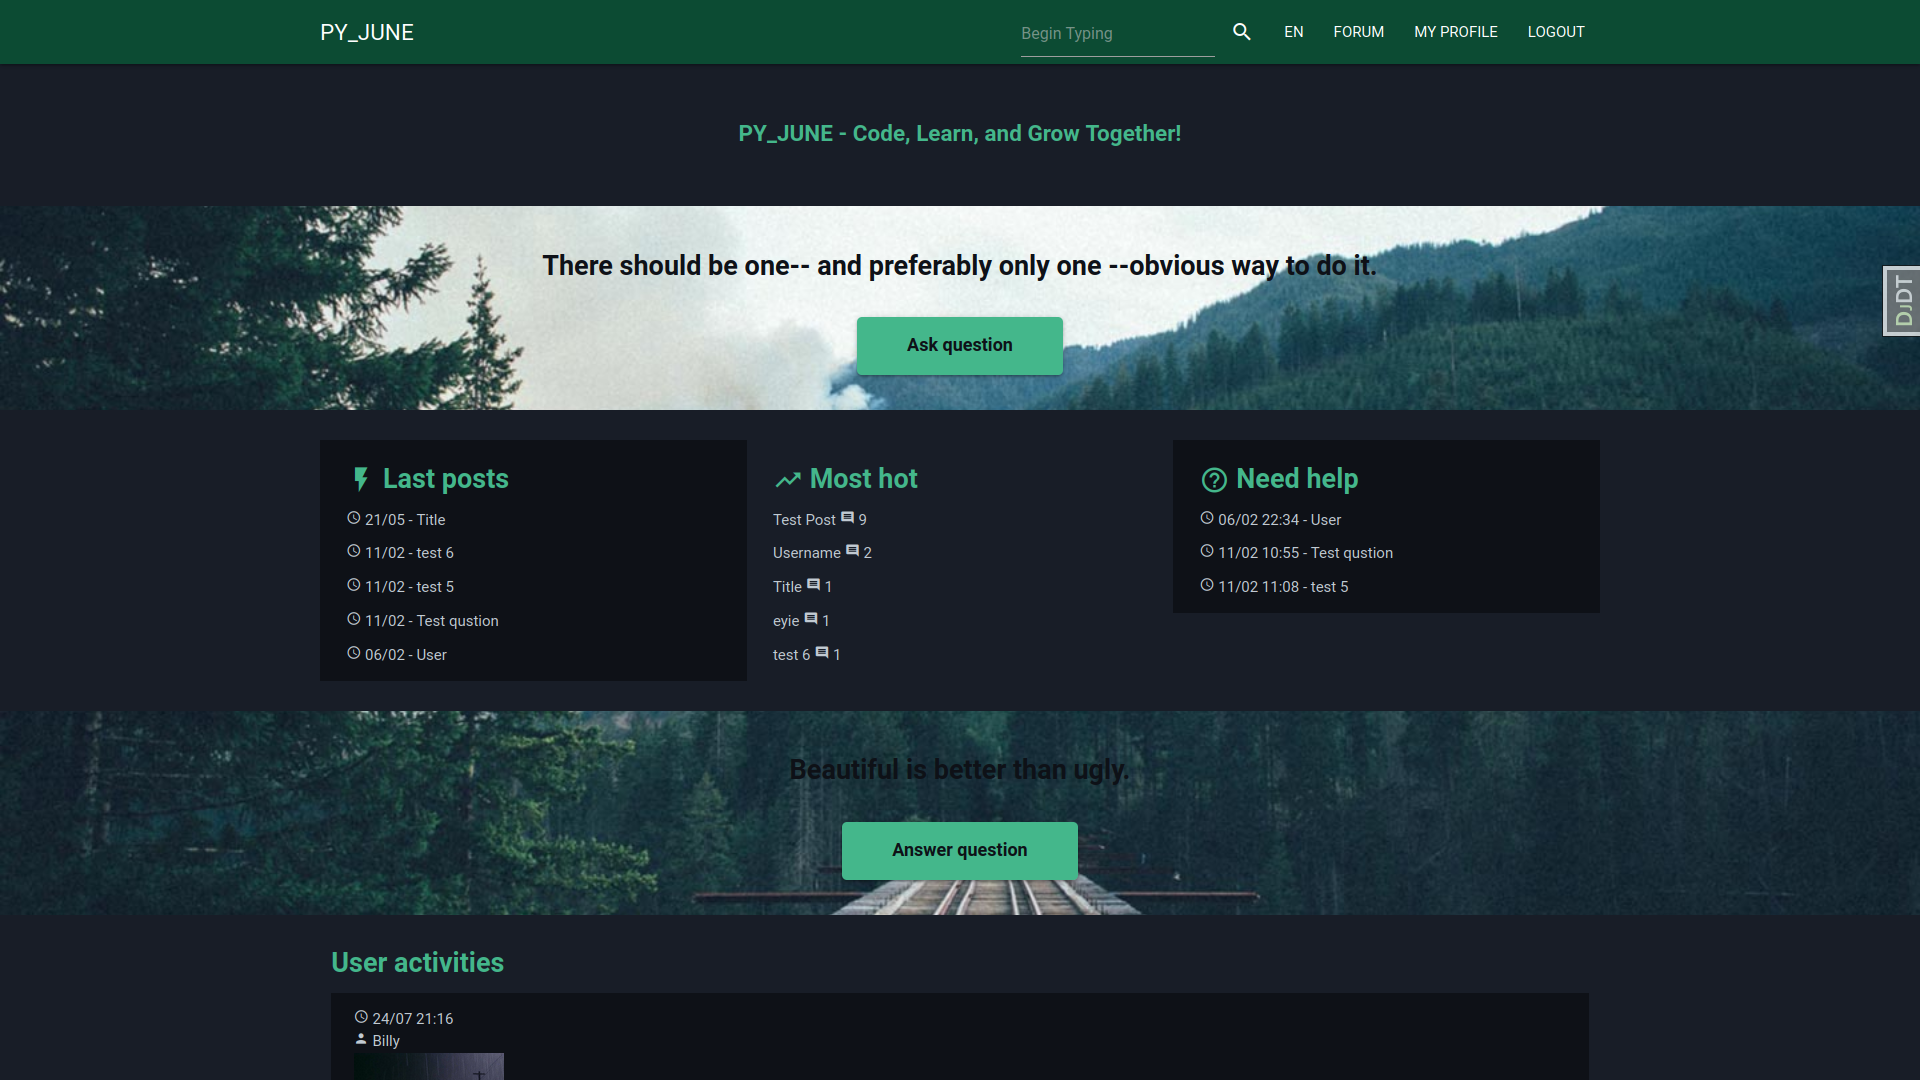 PY_JUNE
Begin Typing
EN
FORUM
MY PROFILE
LOGOUT
PY_JUNE - Code, Learn, and Grow Together!
There should be one-- and preferably only one --obvious way to do it.
Ask question
DJDT
Last posts
21/05 - Title
11/02 - test 6
11/02 - test 5
11/02 - Test qustion
06/02 - User
Most hot
Test Post 9
Username 2
Title 1
eyie 1
test 6 1
Need help
06/02 22:34 - User
11/02 10:55 - Test qustion
11/02 11:08 - test 5
Beautiful is better than ugly.
Answer question
User activities
24/07 21:16
Billy